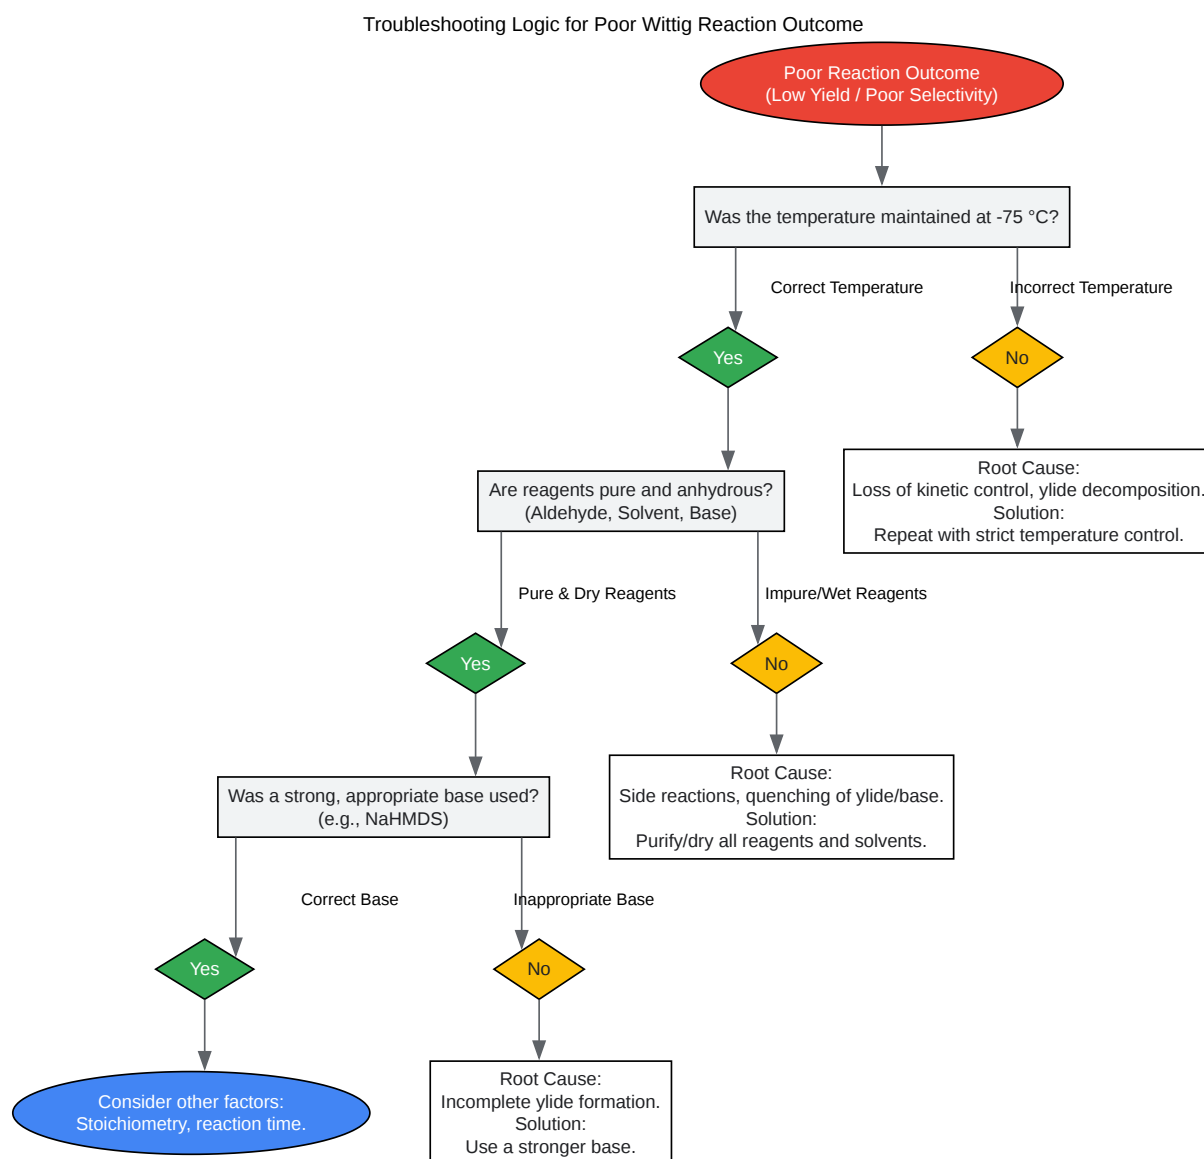 Troubleshooting Logic for Poor Wittig Reaction Outcome
Poor Reaction Outcome
(Low Yield / Poor Selectivity)
Was the temperature maintained at -75 °C?
Correct Temperature
Incorrect Temperature
Yes
No
Root Cause:
Loss of kinetic control, ylide decomposition.
Solution:
Repeat with strict temperature control.
Are reagents pure and anhydrous?
(Aldehyde, Solvent, Base)
Pure & Dry Reagents
Impure/Wet Reagents
Yes
No
Root Cause:
Side reactions, quenching of ylide/base.
Solution:
Purify/dry all reagents and solvents.
Was a strong, appropriate base used?
(e.g., NaHMDS)
Correct Base
Inappropriate Base
Yes
No
Consider other factors:
Stoichiometry, reaction time.
Root Cause:
Incomplete ylide formation.
Solution:
Use a stronger base.